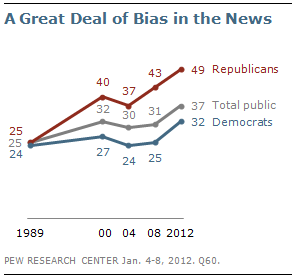 A Great Deal of Bias in the News
49 Republicans
43
40
37
37 Total public
32 Democrats
32
30
31
25
25
24
27
24
25
1989 00 04 08 2012
PEW RESEARCH CENTER Jan. 4-8, 2012. Q60.